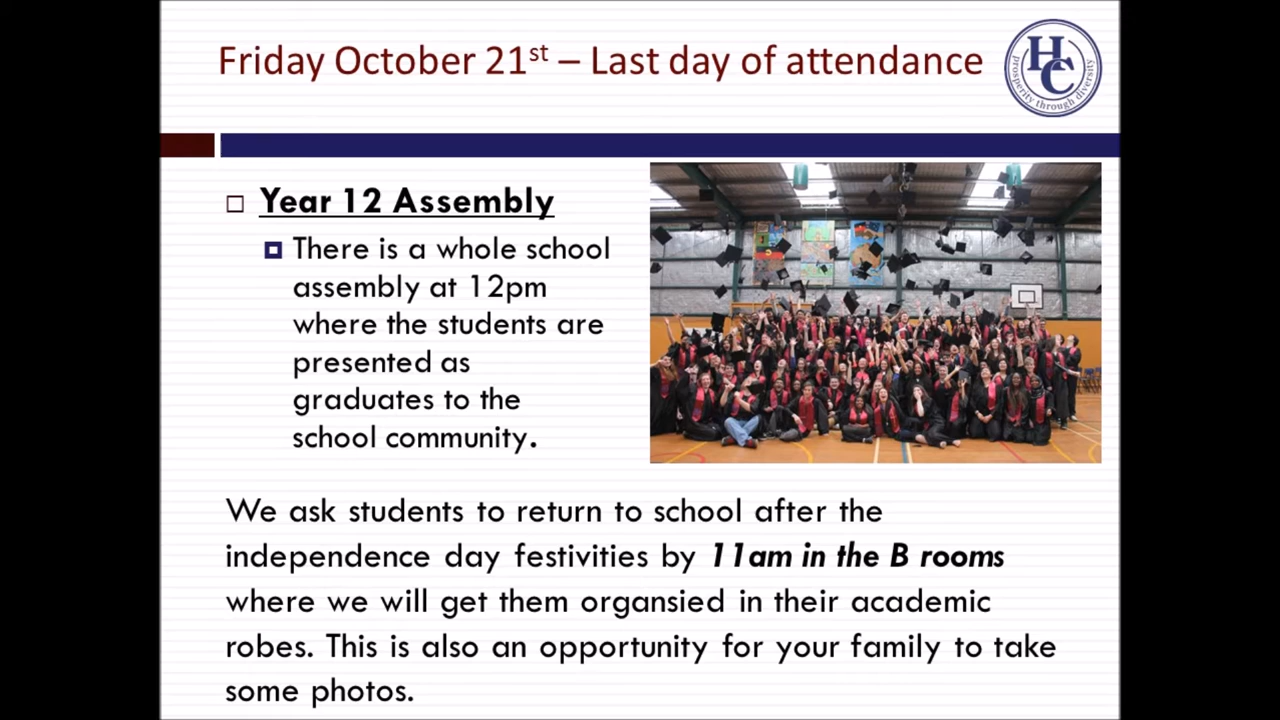 Friday October 21st – Last day of attendance
HC
prosperity through diversity
Year 12 Assembly
There is a whole school
assembly at 12pm
where the students are
presented as
graduates to the
school community.
We ask students to return to school after the
independence day festivities by 11am in the B rooms
where we will get them organsied in their academic
robes. This is also an opportunity for your family to take
some photos.